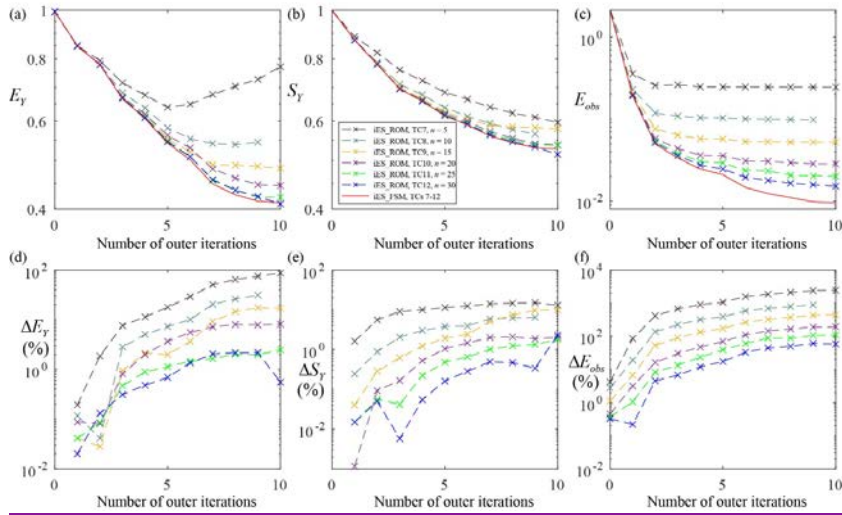 (a)
1
0.8
0.6
0.4
E_Y
0 5 10
Number of outer iterations
(b)
1
0.8
0.6
0.4
S_Y
iES_ROM, TC7, n = 5
iES_ROM, TC8, n = 10
iES_ROM, TC9, n = 15
iES_ROM, TC10, n = 20
iES_ROM, TC11, n = 25
iES_ROM, TC12, n = 30
iES_FSM, TCs 7-12
0 5 10
Number of outer iterations
(c)
10^-1
10^-2
E_obs
0 5 10
Number of outer iterations
(d)
10^2
10^0
10^-2
ΔE_Y
(%)
0 5 10
Number of outer iterations
(e)
10^2
10^0
10^-2
ΔS_Y
(%)
0 5 10
Number of outer iterations
(f)
10^4
10^2
10^0
10^-2
ΔE_obs
(%)
0 5 10
Number of outer iterations